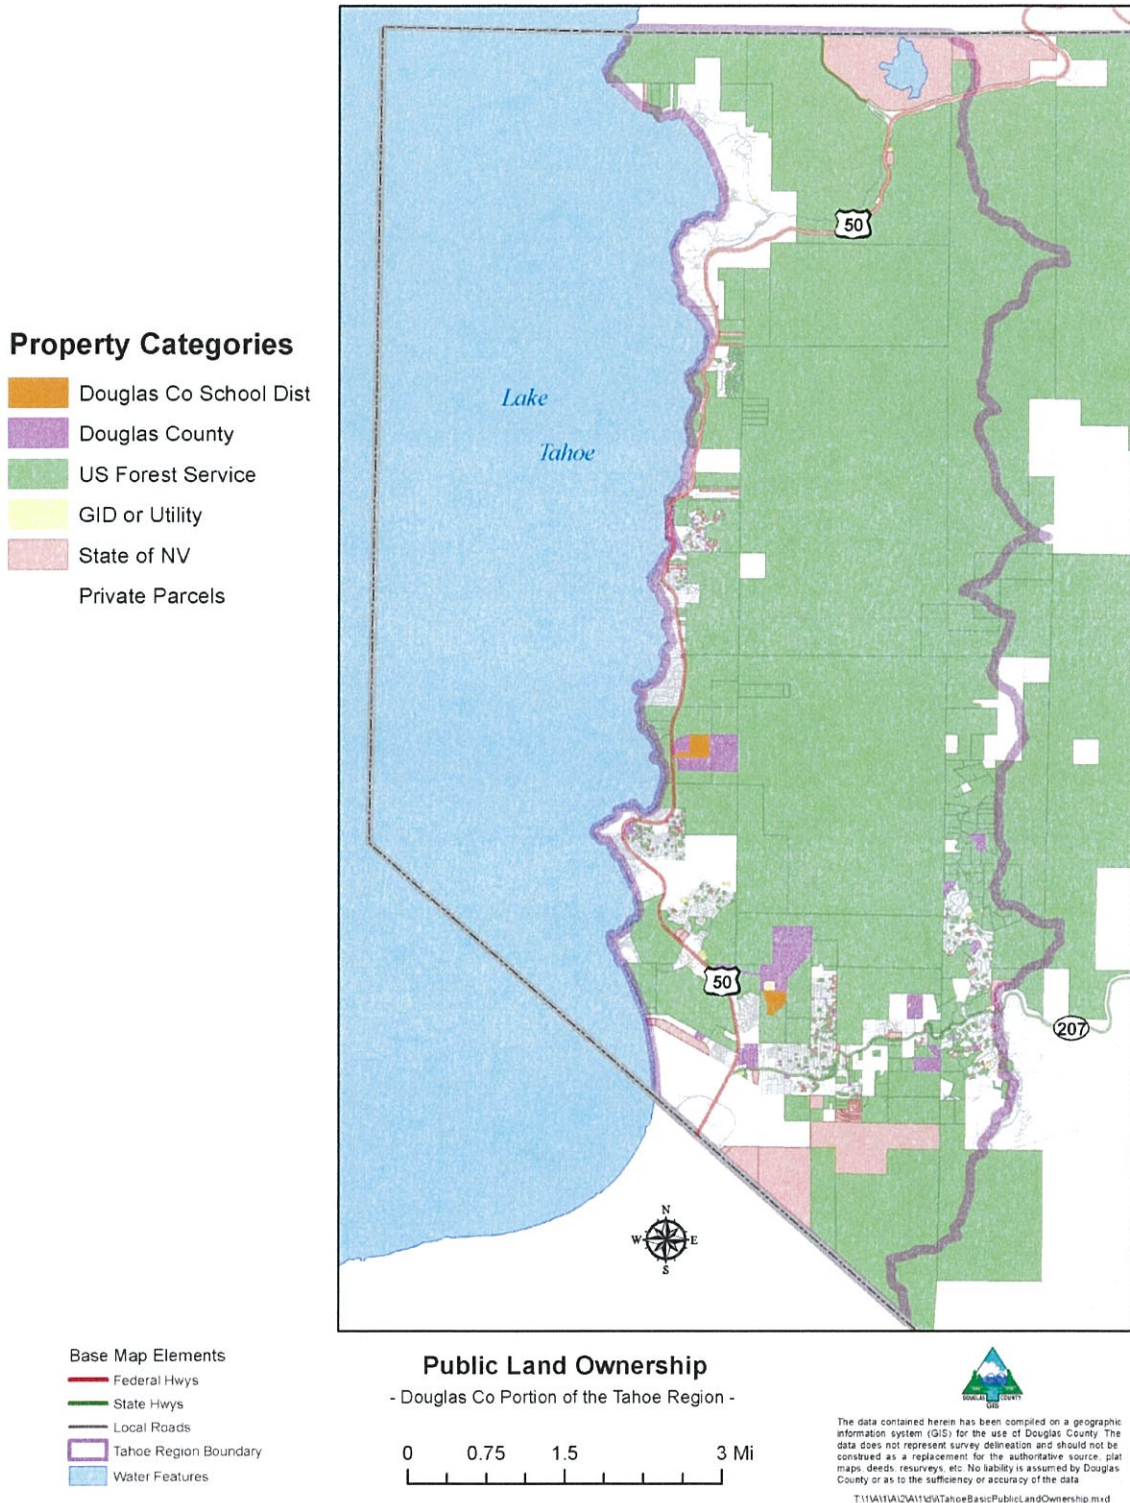 50
Property Categories
Douglas Co School Dist
Lake
Douglas County
Tahoe
US Forest Service
GID or Utility
State of NV
Private Parcels
50
207
N
W E
S
Base Map Elements
Federal Hwys
State Hwys
Local Roads
Tahoe Region Boundary
Water Features
Public Land Ownership
- Douglas Co Portion of the Tahoe Region -
0 0.75 1.5 3 Mi
DOUGLAS COUNTY
GIS
The data contained herein has been compiled on a geographic
information system (GIS) for the use of Douglas County. The
data does not represent survey delineation and should not be
construed as a replacement for the authoritative source, plat
maps, deeds, resurveys, etc. No liability is assumed by Douglas
County or as to the sufficiency or accuracy of the data